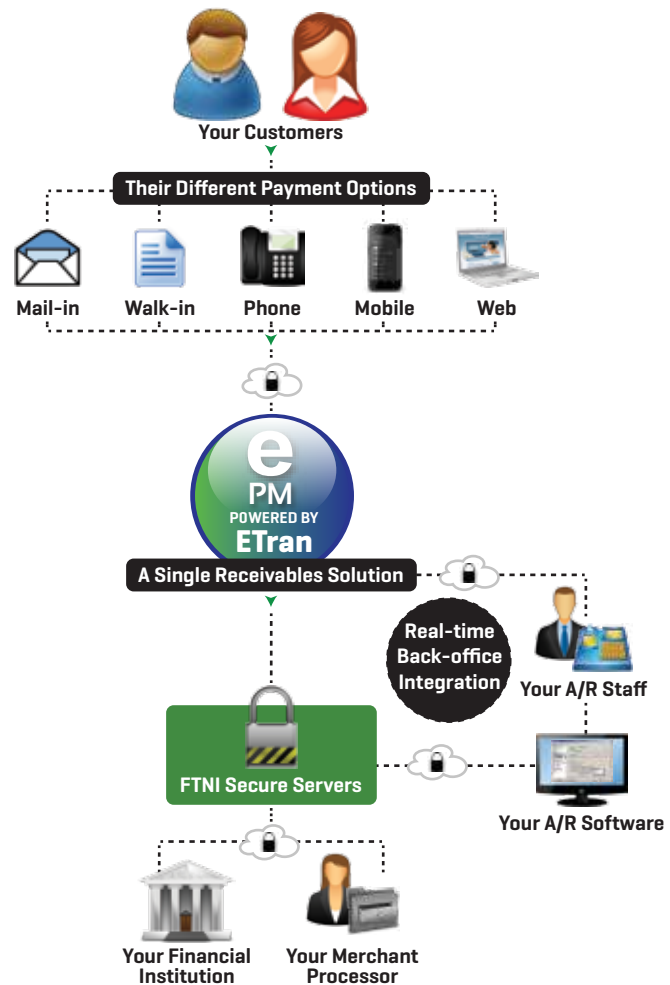 Your Customers
Their Different Payment Options
Mail-in
Walk-in
Phone
Mobile
Web
e
PM
POWERED BY
ETran
A Single Receivables Solution
Real-time
Back-office
Integration
Your A/R Staff
FTNI Secure Servers
Your A/R Software
Your Financial
Institution
Your Merchant
Processor